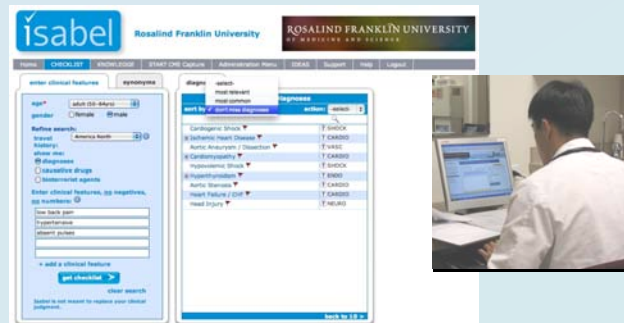 isabel
Rosalind Franklin University
ROSALIND FRANKLIN UNIVERSITY
OF MEDICINE AND SCIENCE
Home CHECKLIST KNOWLEDGE START CME Capture Administration Menu IDEAS Support Help Logout
enter clinical features
synonyms
age* adult (50-64yrs)
gender female male
Refine search:
travel history: America North
show me:
diagnoses
causative drugs
bioterrorist agents
Enter clinical features, no negatives,
no numbers:
low back pain
hypertensive
absent pulses
+ add a clinical feature
get checklist
clear search
Isabel is not meant to replace your clinical
judgment.
-select-
most relevant
most common
don't miss diagnoses
sort by
action: -select-
Cardiogenic Shock SHOCK
Ischemic Heart Disease CARDIO
Aortic Aneurysm / Dissection VASC
Cardiomyopathy CARDIO
Hypovolemic Shock SHOCK
Hyperthyroidism ENDO
Aortic Stenosis CARDIO
Heart Failure / CHF CARDIO
Head Injury NEURO
back to 10 >